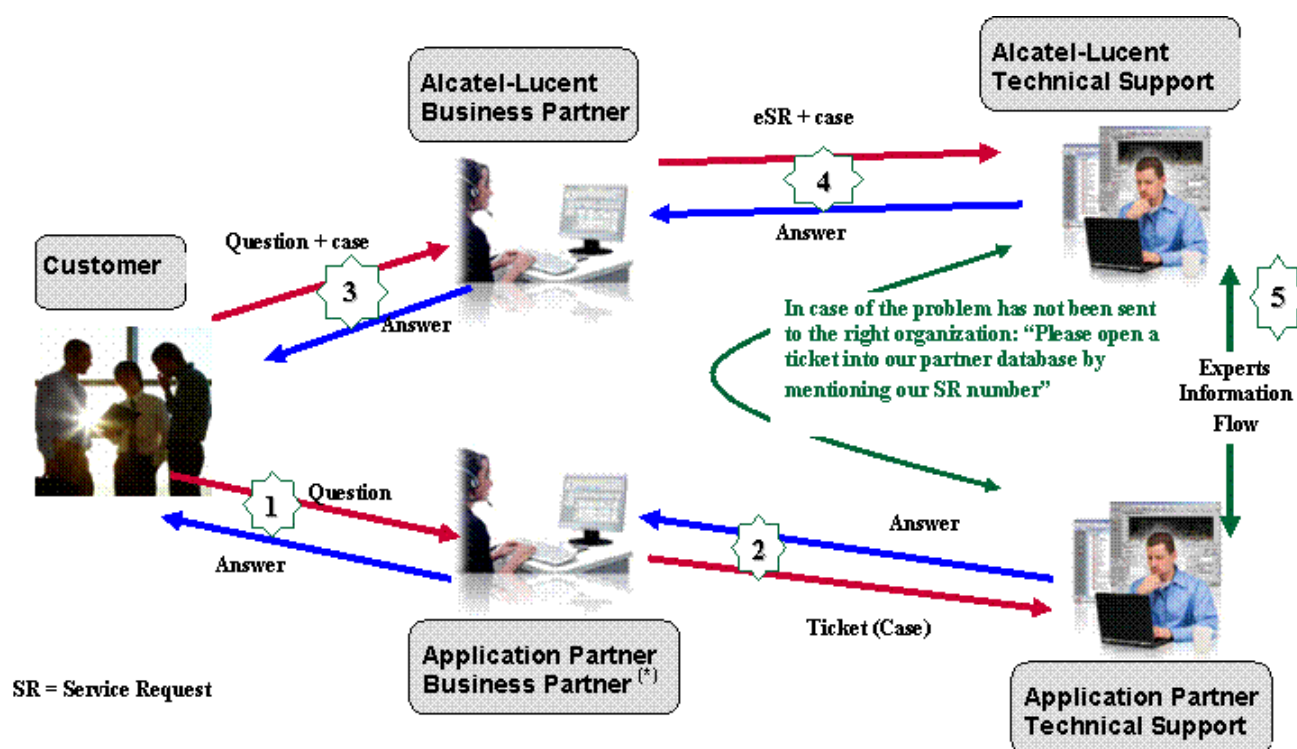 Alcatel-Lucent
Business Partner
Alcatel-Lucent
Technical Support
eSR + case
4
Answer
Customer
Question + case
3
Answer
In case of the problem has not been sent
to the right organization: “Please open a
ticket into our partner database by
mentioning our SR number”
5
Experts
Information
Flow
1
Question
Answer
Answer
2
Ticket (Case)
Application Partner
Business Partner (*)
Application Partner
Technical Support
SR = Service Request